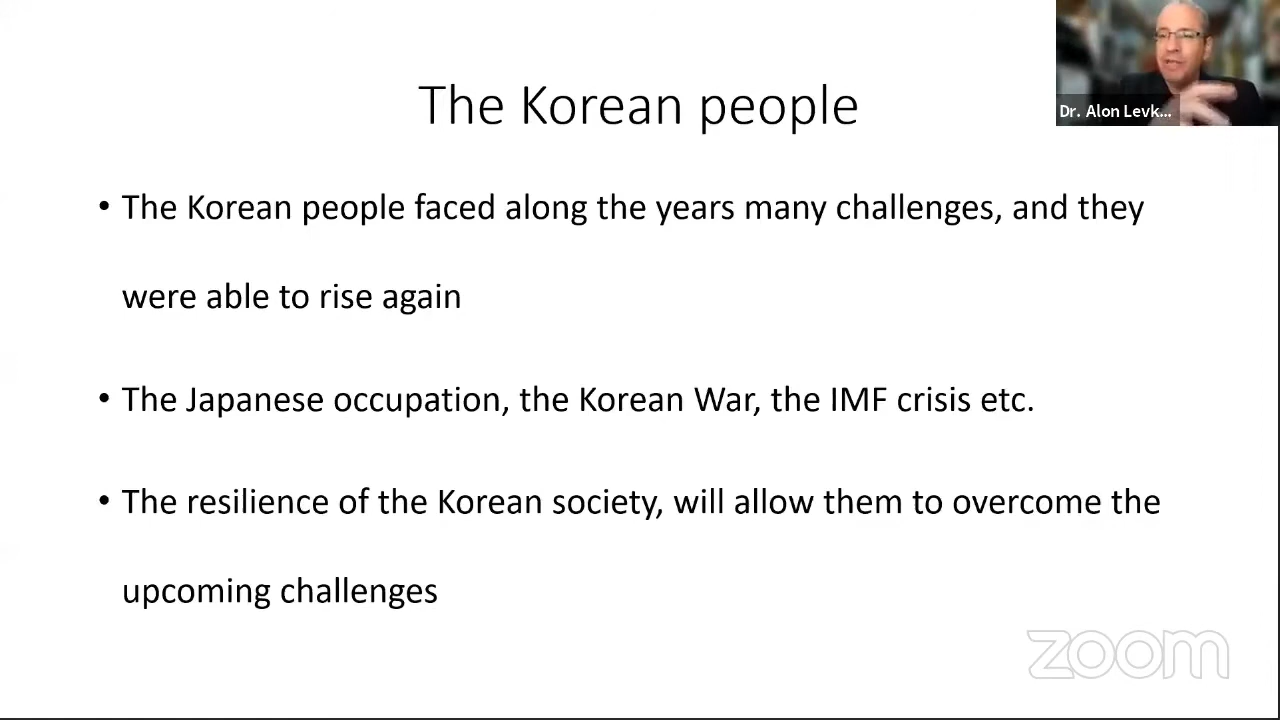 The Korean people
Dr. Alon Levk...
• The Korean people faced along the years many challenges, and they
were able to rise again
• The Japanese occupation, the Korean War, the IMF crisis etc.
• The resilience of the Korean society, will allow them to overcome the
upcoming challenges
zoom